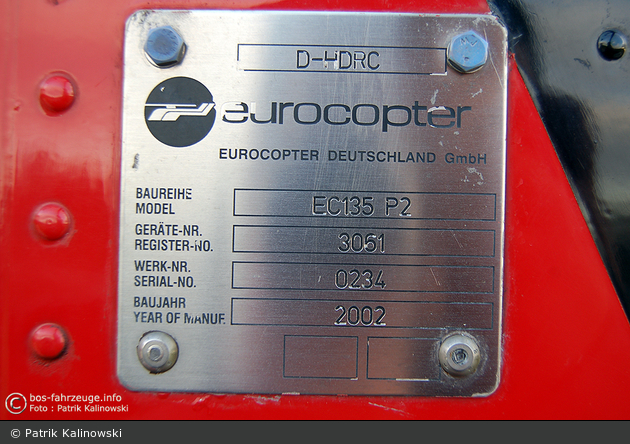 D-HDRC
eurocopter
EUROCOPTER DEUTSCHLAND GmbH
BAUREIHE
MODEL
EC135 P2
GERÄTE-NR.
REGISTER-NO.
3061
WERK-NR.
SERIAL-NO.
0234
BAUJAHR
YEAR OF MANUF.
2002
© bos-fahrzeuge.info
Foto : Patrik Kalinowski
© Patrik Kalinowski